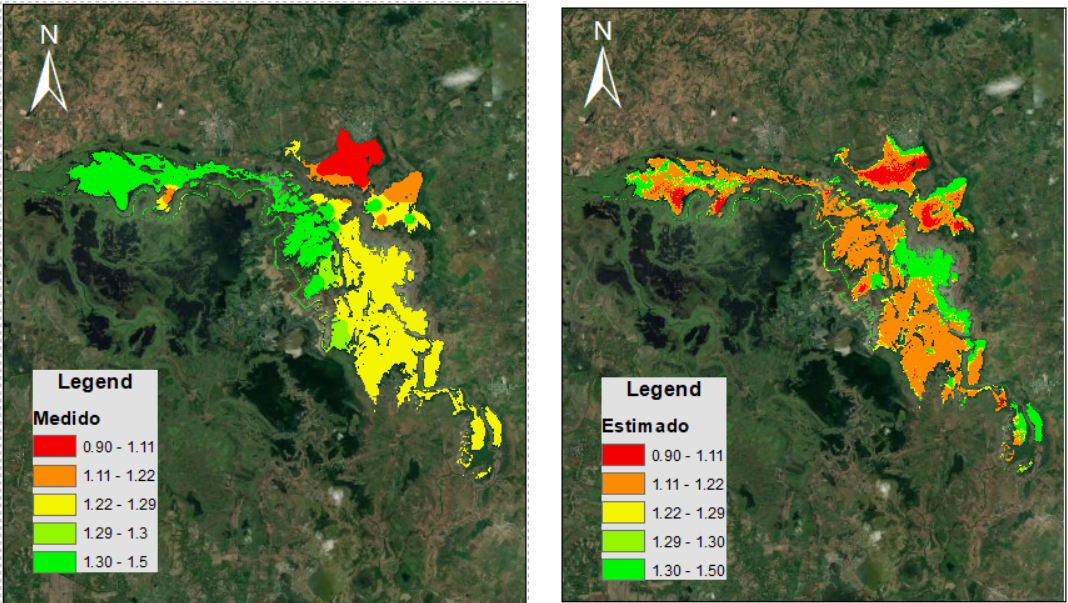 N
Legend
Medido
0.90 - 1.11
1.11 - 1.22
1.22 - 1.29
1.29 - 1.3
1.30 - 1.5
N
Legend
Estimado
0.90 - 1.11
1.11 - 1.22
1.22 - 1.29
1.29 - 1.30
1.30 - 1.50